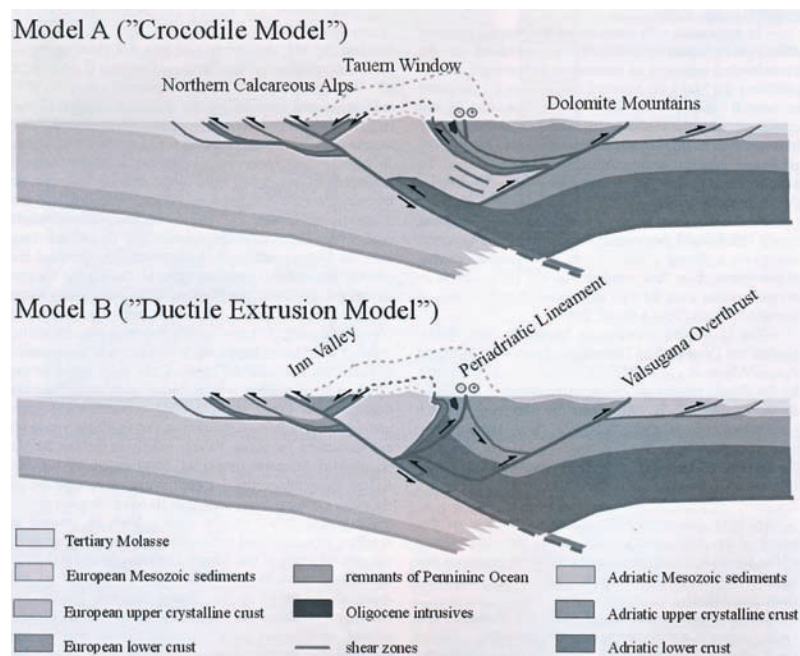 Model A (”Crocodile Model”)
Tauern Window
Northern Calcareous Alps
Dolomite Mountains
Model B (”Ductile Extrusion Model”)
Inn Valley
Periadriatic Lineament
Valsugana Overthrust
Tertiary Molasse
European Mesozoic sediments
European upper crystalline crust
European lower crust
remnants of Pennininc Ocean
Oligocene intrusives
shear zones
Adriatic Mesozoic sediments
Adriatic upper crystalline crust
Adriatic lower crust